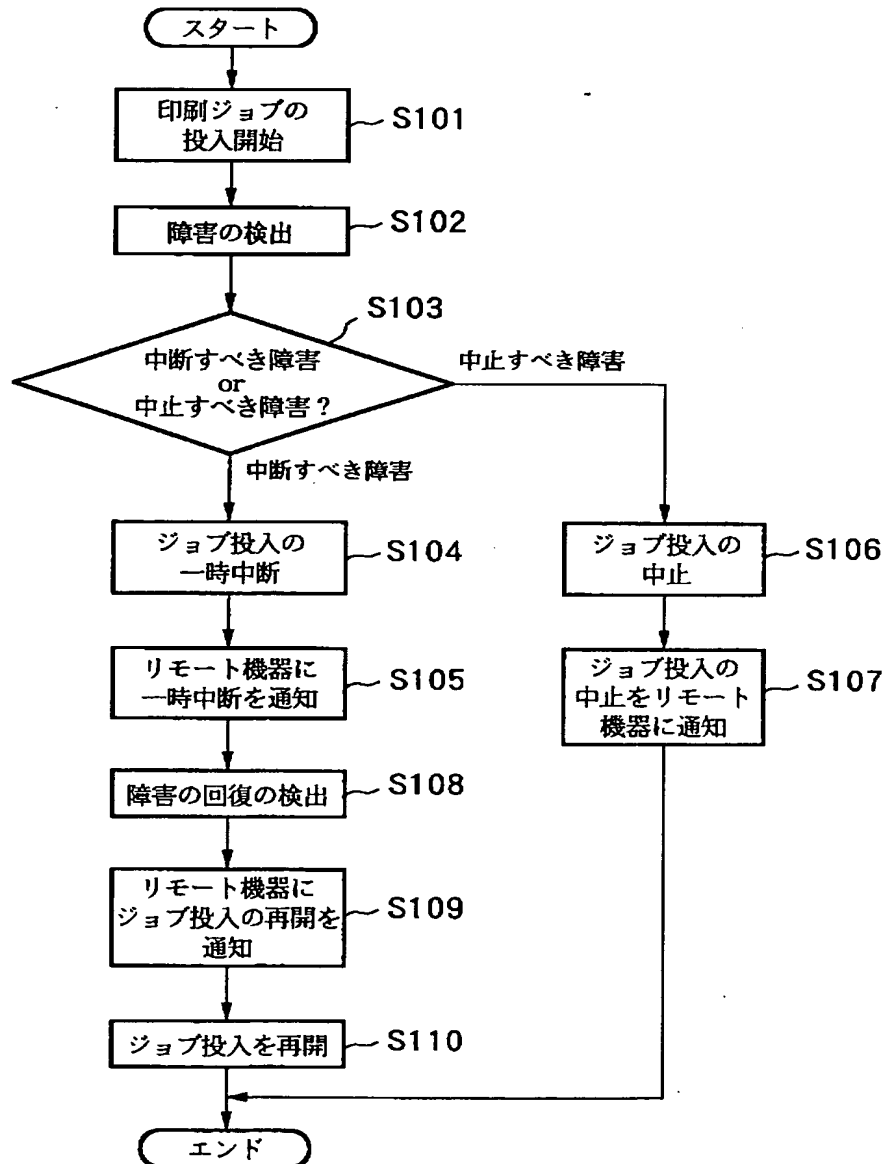 スタート
印刷ジョブの
投入開始
S101
障害の検出
S102
S103
中断すべき障害
or
中止すべき障害?
中止すべき障害
中断すべき障害
ジョブ投入の
一時中断
S104
リモート機器に
一時中断を通知
S105
障害の回復の検出
S108
リモート機器に
ジョブ投入の再開を
通知
S109
ジョブ投入を再開
S110
ジョブ投入の
中止
S106
ジョブ投入の
中止をリモート
機器に通知
S107
エンド